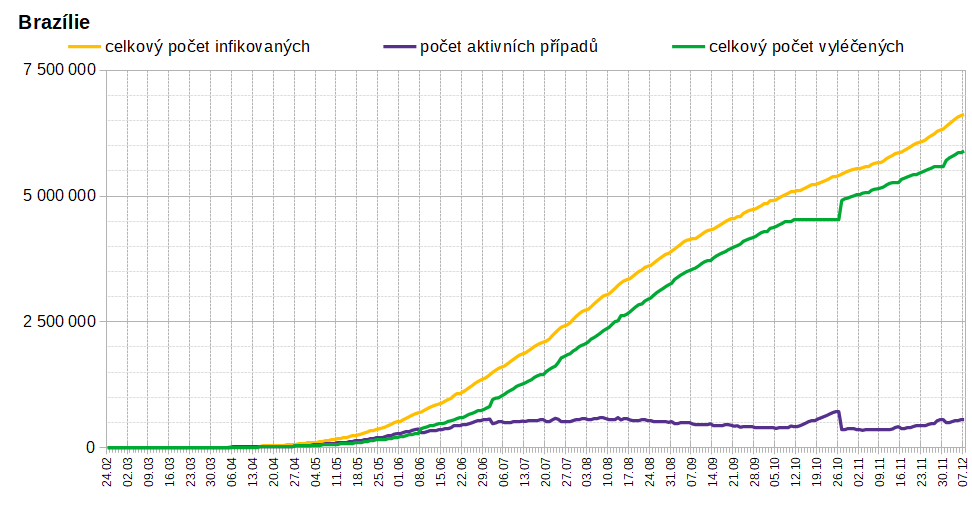 Brazílie
celkový počet infikovaných počet aktivních případů celkový počet vyléčených
7 500 000
5 000 000
2 500 000
0
24.02 02.03 09.03 16.03 23.03 30.03 06.04 13.04 20.04 27.04 04.05 11.05 18.05 25.05 01.06 08.06 15.06 22.06 29.06 06.07 13.07 20.07 27.07 03.08 10.08 17.08 24.08 31.08 07.09 14.09 21.09 28.09 05.10 12.10 19.10 26.10 02.11 09.11 16.11 23.11 30.11 07.12